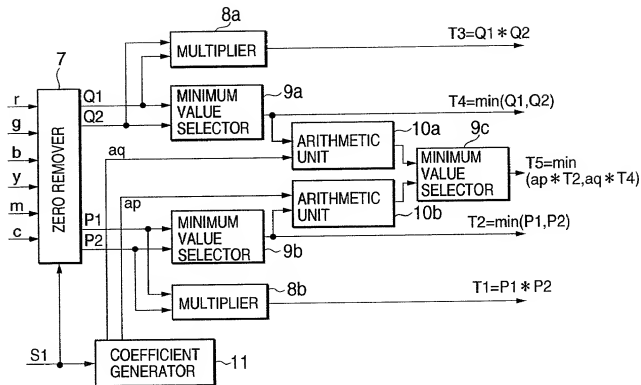 8a
7
MULTIPLIER
T3=Q1*Q2
r
g
b
y
m
c
ZERO REMOVER
Q1
Q2
MINIMUM
VALUE
SELECTOR
9a
T4=min(Q1,Q2)
10a
9c
aq
ARITHMETIC
UNIT
MINIMUM
VALUE
SELECTOR
T5=min
(ap*T2,aq*T4)
ap
ARITHMETIC
UNIT
10b
P1
P2
MINIMUM
VALUE
SELECTOR
9b
T2=min(P1,P2)
8b
MULTIPLIER
T1=P1*P2
S1
COEFFICIENT
GENERATOR
11